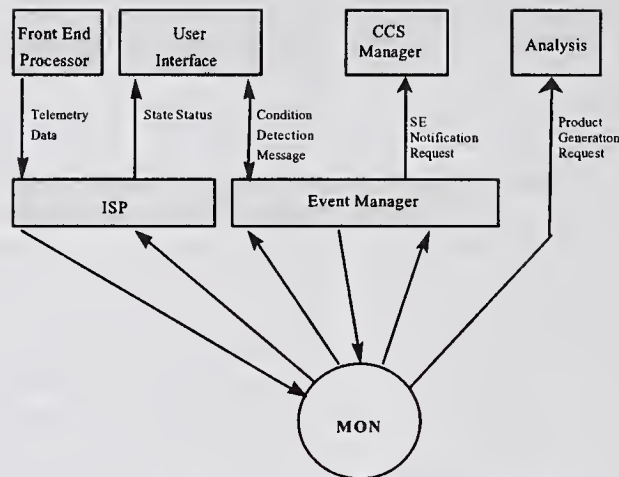 Front End
Processor
User
Interface
CCS
Manager
Analysis
Telemetry
Data
State Status
Condition
Detection
Message
SE
Notification
Request
Product
Generation
Request
ISP
Event Manager
MON